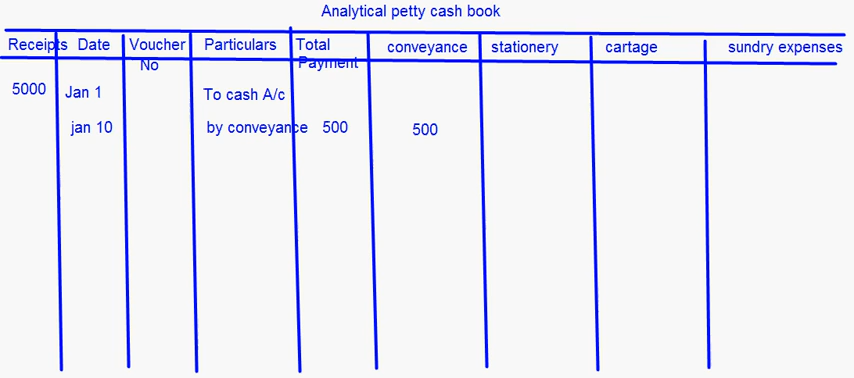 Analytical petty cash book
Receipts Date Voucher No Particulars Total Payment conveyance stationery cartage sundry expenses
5000 Jan 1 To cash A/c
jan 10 by conveyance 500 500